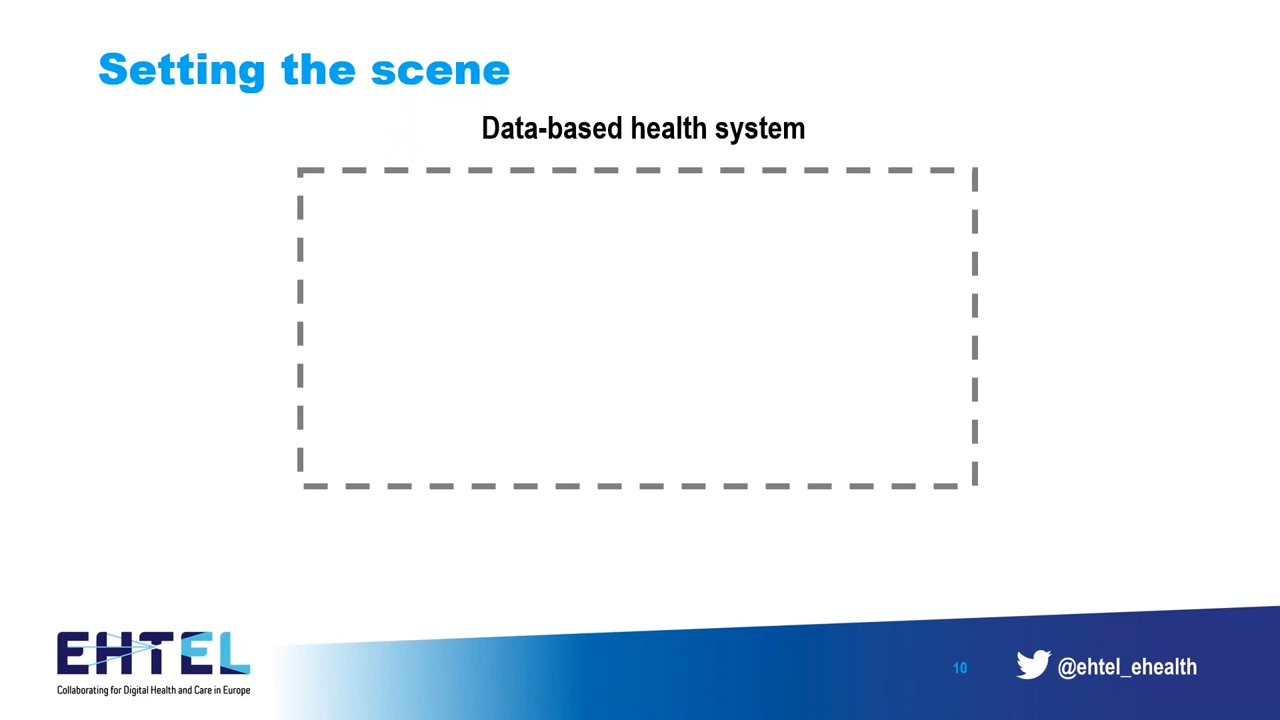 Setting the scene
Data-based health system
EHTEL
Collaborating for Digital Health and Care in Europe
10
@ehtel_ehealth